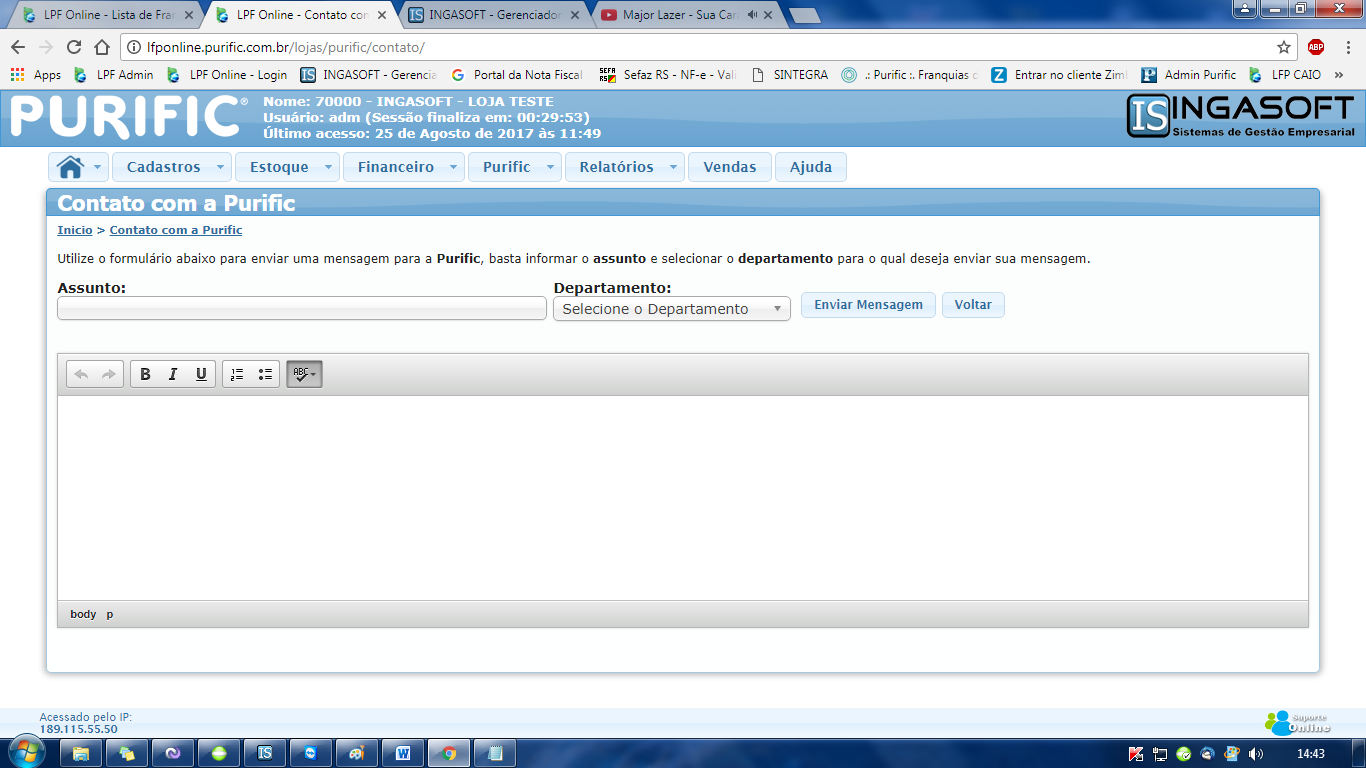 LPF Online - Lista de Fran
LPF Online - Contato con
INGASOFT - Gerenciador
Major Lazer - Sua Cara
lfponline.purific.com.br/lojas/purific/contato/
ABP
Apps
LPF Admin
LPF Online - Login
INGASOFT - Gerencia
Portal da Nota Fiscal
Sefaz RS - NF-e - Vali
SINTEGRA
.: Purific :. Franquias c
Entrar no cliente Zim
Admin Purific
LFP CAIO
»
PURIFIC®
Nome: 70000 - INGASOFT - LOJA TESTE
Usuário: adm (Sessão finaliza em: 00:29:53)
Último acesso: 25 de Agosto de 2017 às 11:49
IS INGASOFT
Sistemas de Gestão Empresarial
Cadastros
Estoque
Financeiro
Purific
Relatórios
Vendas
Ajuda
Contato com a Purific
Inicio > Contato com a Purific
Utilize o formulário abaixo para enviar uma mensagem para a Purific, basta informar o assunto e selecionar o departamento para o qual deseja enviar sua mensagem.
Assunto:
Departamento:
Selecione o Departamento
Enviar Mensagem
Voltar
B I U
ABC
body p
Acessado pelo IP:
189.115.55.50
Suporte
Online
14:43